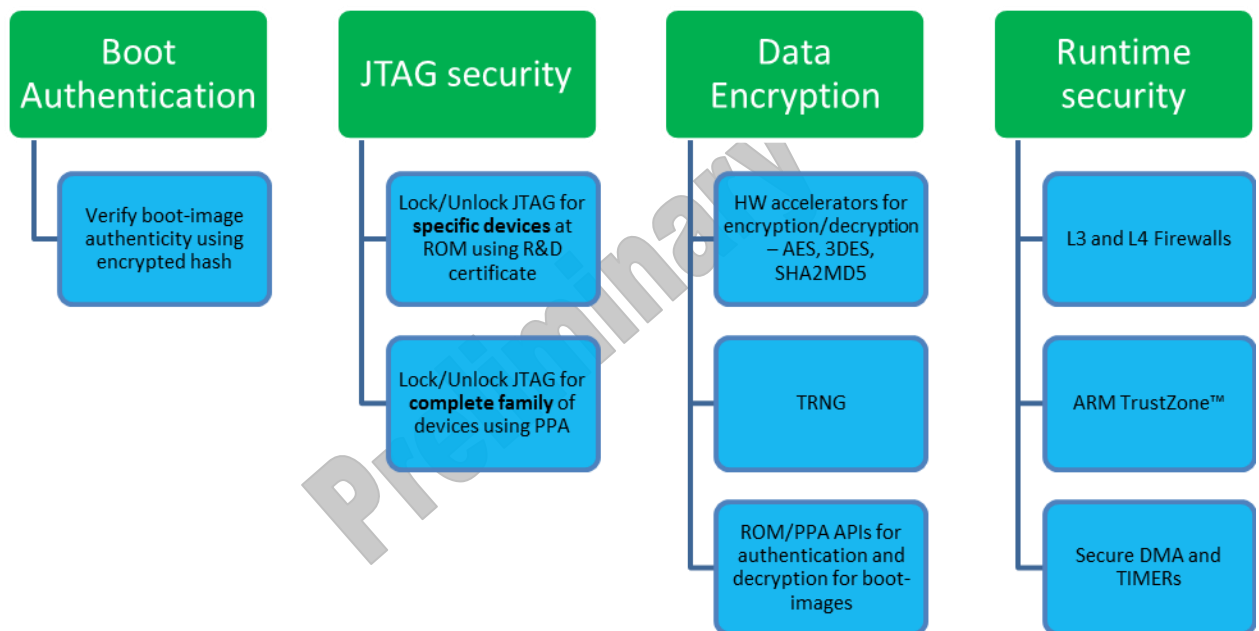 Boot
Authentication
Verify boot-image
authenticity using
encrypted hash
JTAG security
Lock/Unlock JTAG for
specific devices at
ROM using R&D
certificate
Lock/Unlock JTAG for
complete family of
devices using PPA
Data
Encryption
HW accelerators for
encryption/decryption
– AES, 3DES,
SHA2MD5
TRNG
ROM/PPA APIs for
authentication and
decryption for boot-
images
Runtime
security
L3 and L4 Firewalls
ARM TrustZone™
Secure DMA and
TIMERs
Preliminary